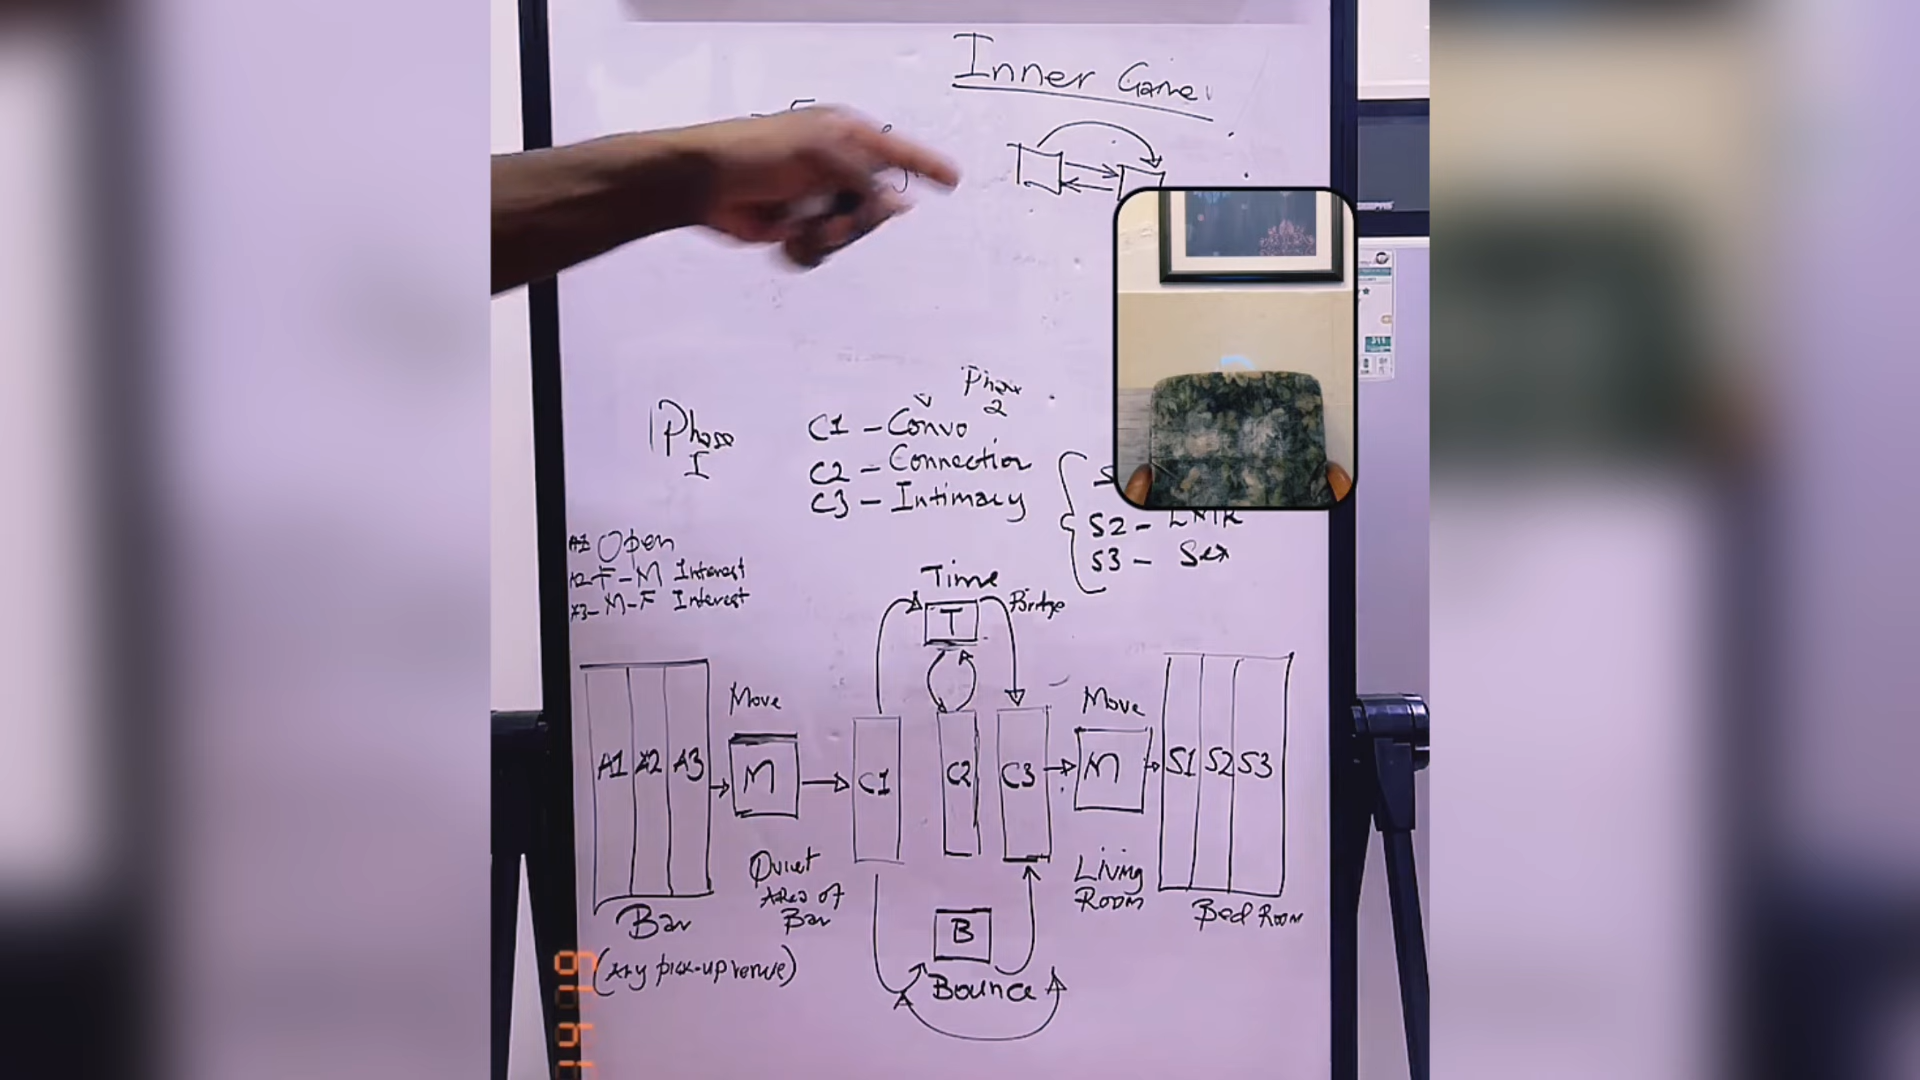 Inner Game
Phase
2
Phase
I
C1 - Convo
C2 - Connection
C3 - Intimacy
S2 - LMR
S3 - Sex
A1 Open
A2 F-M Interest
A3- M-F Interest
Time
T
Bridge
Move
Move
A1 A2 A3
M
C1
C2
C3
M
S1 S2 S3
Quiet
Area of
Bar
Living
Room
Bar
Bed Room
(Any pick-up venue)
B
Bounce